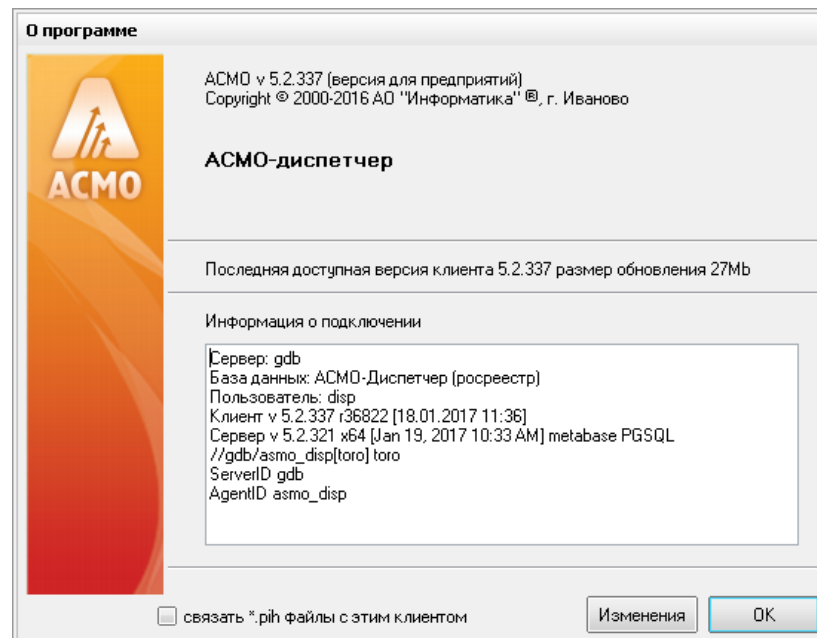 О программе
АСМО
АСМО v 5.2.337 (версия для предприятий)
Copyright © 2000-2016 АО "Информатика" ®, г. Иваново
АСМО-диспетчер
Последняя доступная версия клиента 5.2.337 размер обновления 27Mb
Информация о подключении
Сервер: gdb
База данных: АСМО-Диспетчер (росреестр)
Пользователь: disp
Клиент v 5.2.337 r36822 [18.01.2017 11:36]
Сервер v 5.2.321 x64 [Jan 19, 2017 10:33 AM] metabase PGSQL
//gdb/asmo_disp[toro] toro
ServerID gdb
AgentID asmo_disp
связать *.pih файлы с этим клиентом
Изменения
OK